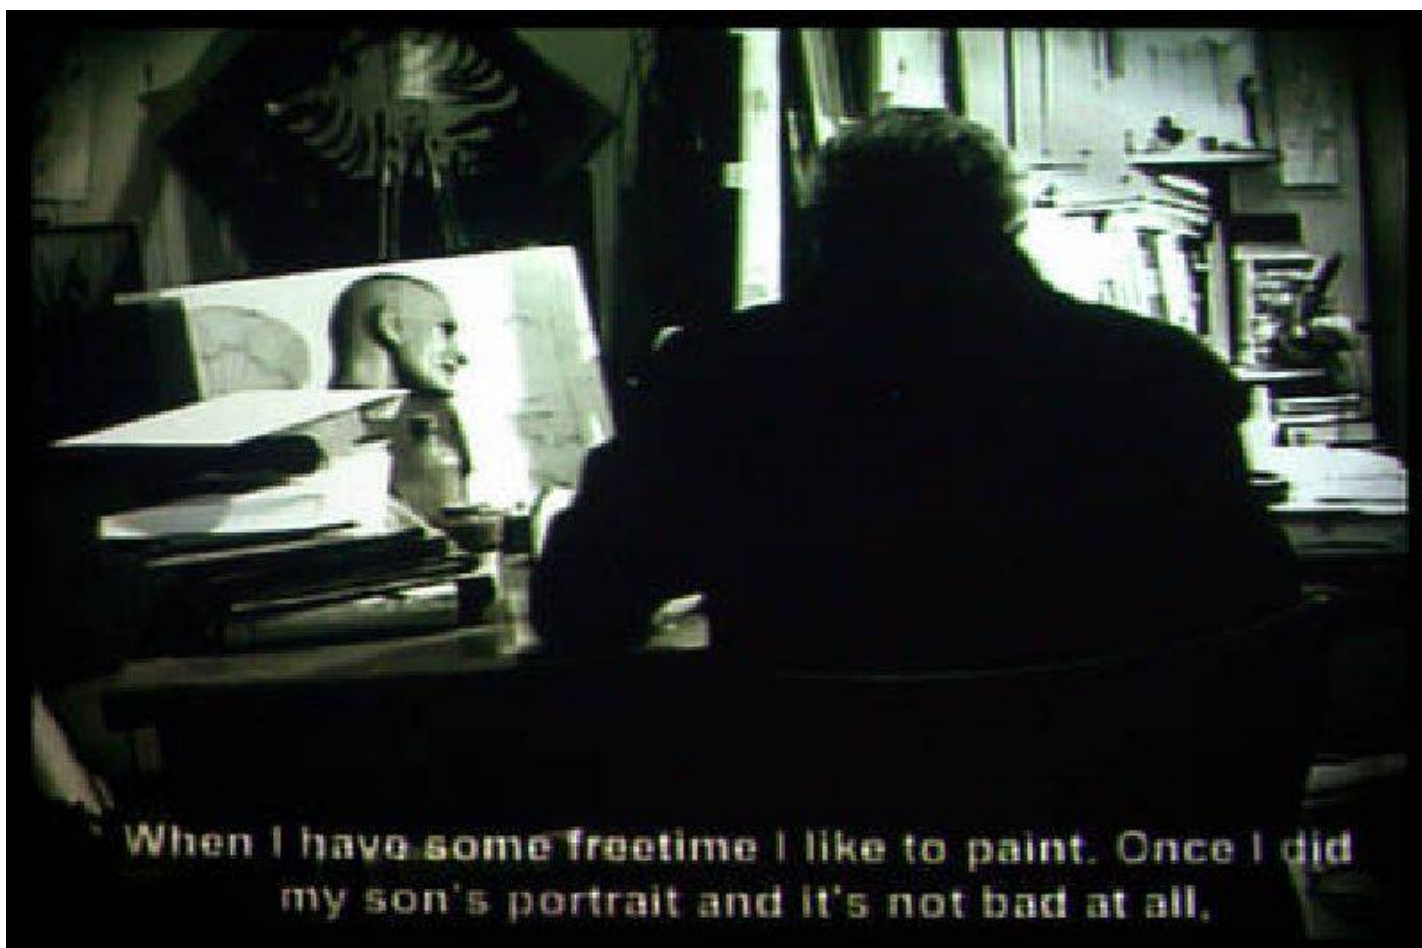 When I have some freetime I like to paint. Once I did
my son's portrait and it's not bad at all.